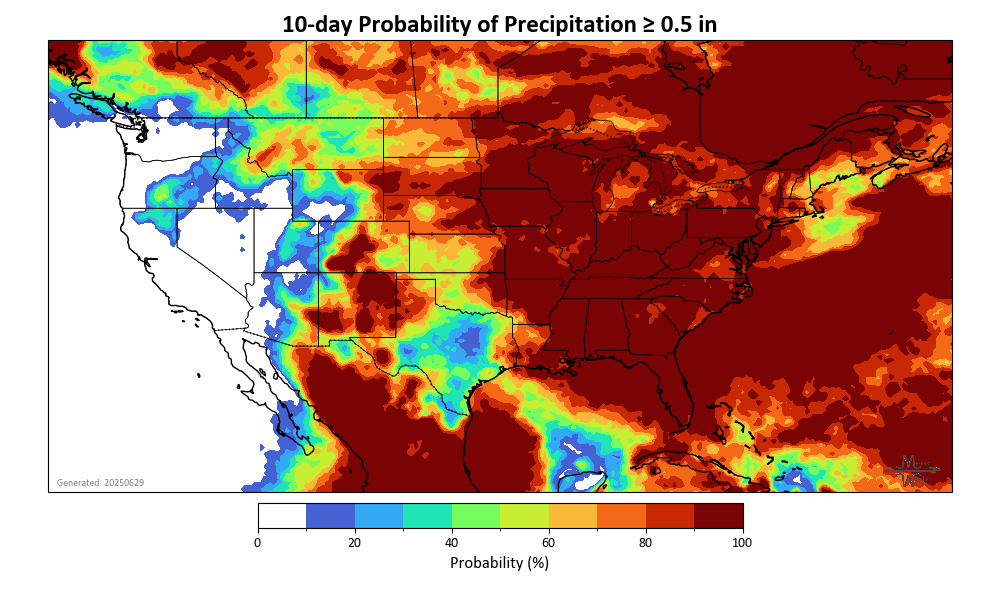 10-day Probability of Precipitation ≥ 0.5 in
Generated: 20250629
0 20 40 60 80 100
Probability (%)